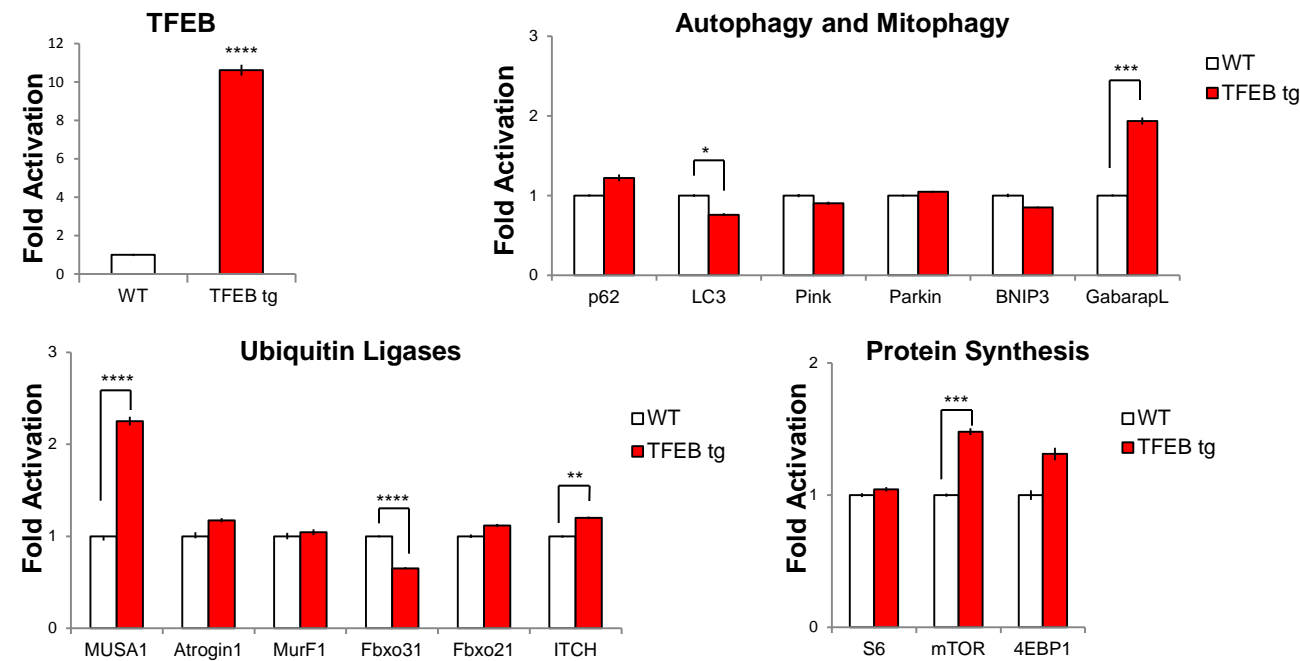 TFEB
Fold Activation
12
10
8
6
4
2
0
****
WT
TFEB tg
Autophagy and Mitophagy
Fold Activation
3
2
1
0
*
***
p62
LC3
Pink
Parkin
BNIP3
GabarapL
WT
TFEB tg
Ubiquitin Ligases
Fold Activation
3
2
1
0
****
****
**
MUSA1
Atrogin1
MurF1
Fbxo31
Fbxo21
ITCH
WT
TFEB tg
Protein Synthesis
Fold Activation
2
1
0
***
S6
mTOR
4EBP1
WT
TFEB tg